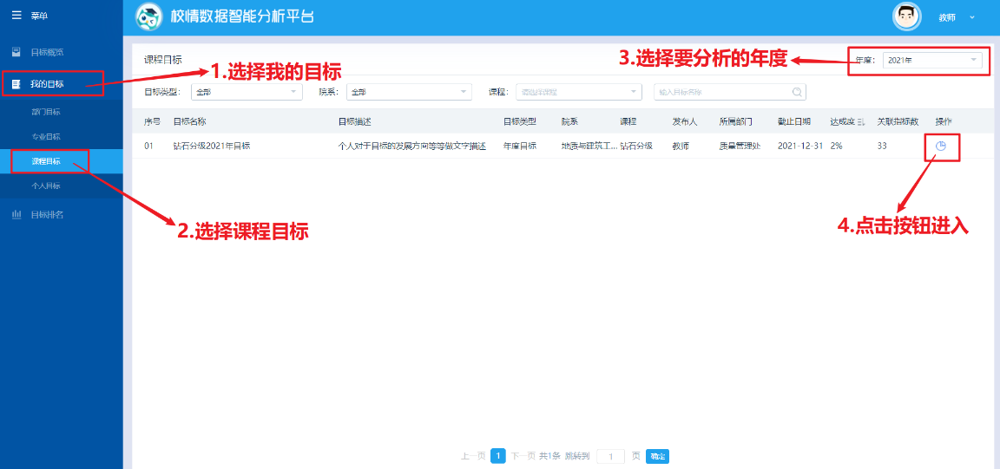 菜单
校情数据智能分析平台
教师
目标概览
我的目标
部门目标
专业目标
课程目标
个人目标
目标排名
课程目标
1.选择我的目标
3.选择要分析的年度
年度： 2021年
目标类型： 全部 院系： 全部 课程： 请选择课程 输入目标名称
序号 目标名称 目标描述 目标类型 院系 课程 发布人 所属部门 截止日期 达成度 关联指标数 操作
01 钻石分级2021年目标 个人对于目标的发展方向等等做文字描述 年度目标 地质与建筑工... 钻石分级 教师 质量管理处 2021-12-31 2% 33
2.选择课程目标
4.点击按钮进入
上一页 1 下一页 共1条 跳转到 1 页 确定